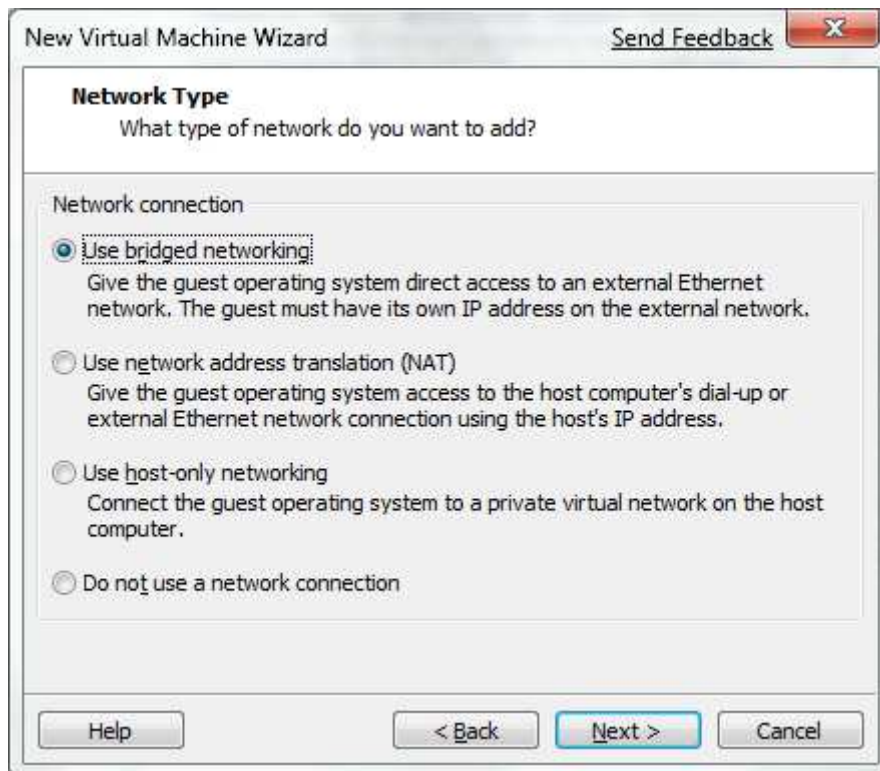 New Virtual Machine Wizard
Send Feedback
Network Type
What type of network do you want to add?
Network connection
Use bridged networking
Give the guest operating system direct access to an external Ethernet
network. The guest must have its own IP address on the external network.
Use network address translation (NAT)
Give the guest operating system access to the host computer's dial-up or
external Ethernet network connection using the host's IP address.
Use host-only networking
Connect the guest operating system to a private virtual network on the host
computer.
Do not use a network connection
Help
< Back
Next >
Cancel